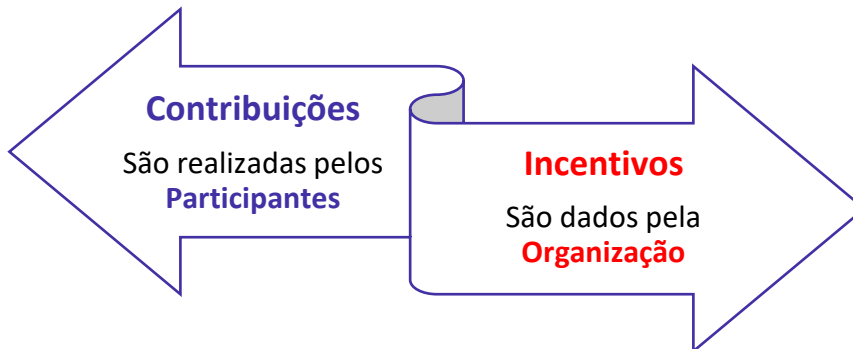 Contribuições
São realizadas pelos
Participantes
Incentivos
São dados pela
Organização